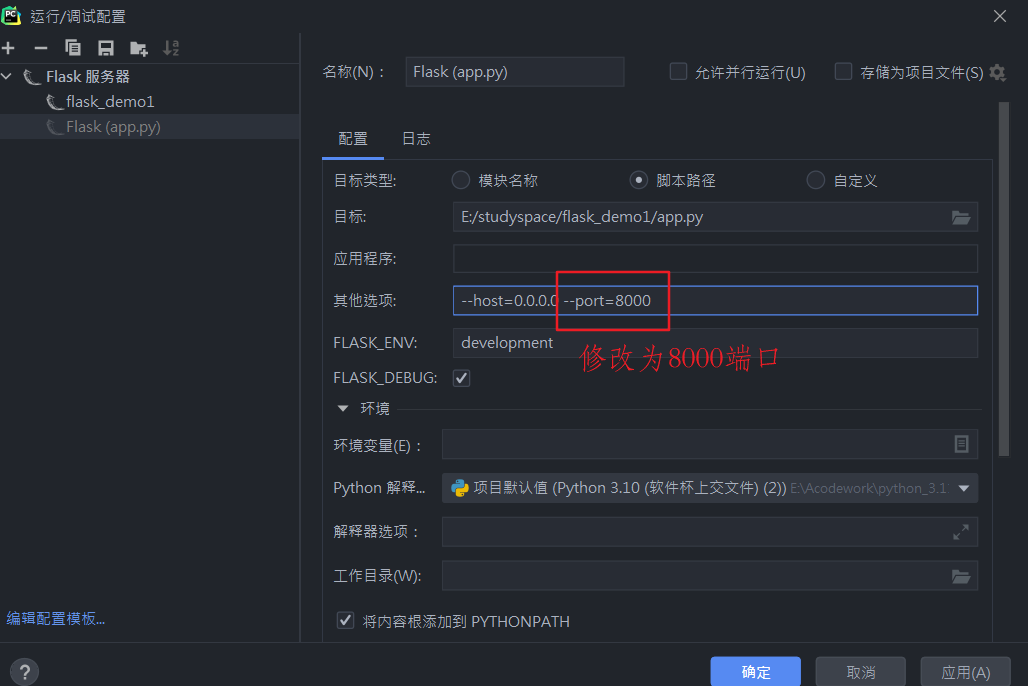 运行/调试配置
Flask 服务器
flask_demo1
Flask (app.py)
名称(N)：
Flask (app.py)
允许并行运行(U)
存储为项目文件(S)
配置
日志
目标类型:
模块名称
脚本路径
自定义
目标:
E:/studyspace/flask_demo1/app.py
应用程序:
其他选项:
--host=0.0.0.0 --port=8000
FLASK_ENV:
development
修改为8000端口
FLASK_DEBUG:
环境
环境变量(E)：
Python 解释...
项目默认值 (Python 3.10 (软件杯上交文件) (2)) E:\Acodework\python_3.1
解释器选项：
工作目录(W):
将内容根添加到 PYTHONPATH
编辑配置模板...
?
确定
取消
应用(A)